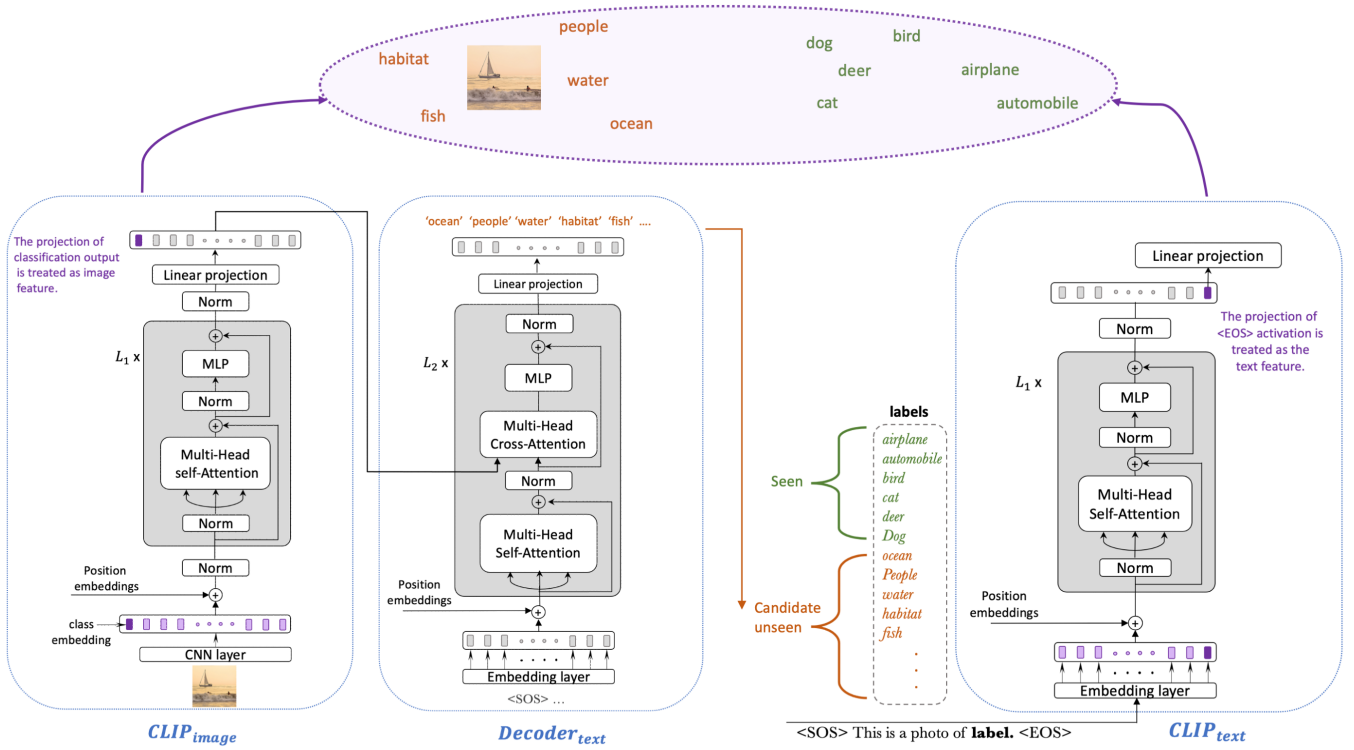 people
habitat
water
fish
ocean
dog
bird
deer
airplane
cat
automobile
The projection of
classification output
is treated as image
feature.
Linear projection
Norm
L₁ x
MLP
Norm
Multi-Head
self-Attention
Norm
Norm
Position
embeddings
class
embedding
CNN layer
CLIP_image
'ocean' 'people' 'water' 'habitat' 'fish' ....
Linear projection
Norm
L₂ x
MLP
Multi-Head
Cross-Attention
Norm
Multi-Head
Self-Attention
Position
embeddings
Embedding layer
<SOS> ...
Decoder_text
labels
Seen
airplane
automobile
bird
cat
deer
Dog
Candidate
unseen
ocean
People
water
habitat
fish
Linear projection
The projection of
<EOS> activation is
treated as the
text feature.
Norm
L₁ x
MLP
Norm
Multi-Head
Self-Attention
Norm
Position
embeddings
Embedding layer
<SOS> This is a photo of label. <EOS>
CLIP_text